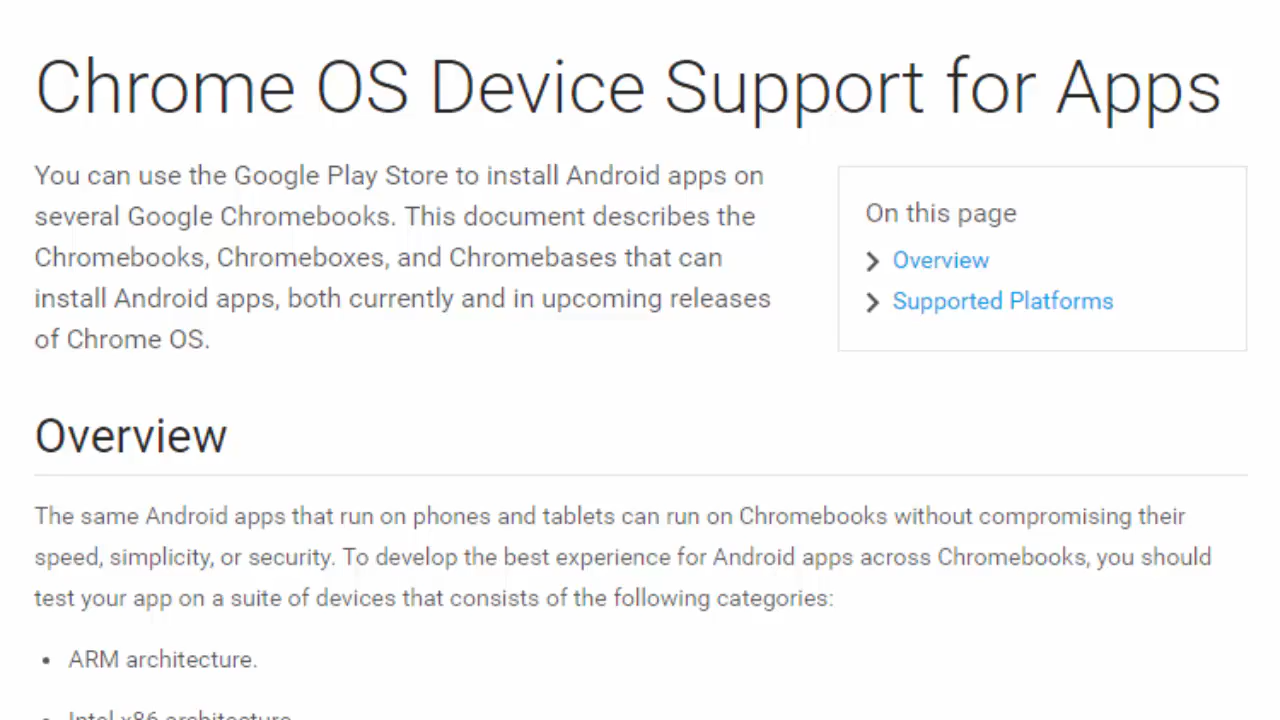 Chrome OS Device Support for Apps
You can use the Google Play Store to install Android apps on
several Google Chromebooks. This document describes the
Chromebooks, Chromeboxes, and Chromebases that can
install Android apps, both currently and in upcoming releases
of Chrome OS.
On this page
Overview
Supported Platforms
Overview
The same Android apps that run on phones and tablets can run on Chromebooks without compromising their
speed, simplicity, or security. To develop the best experience for Android apps across Chromebooks, you should
test your app on a suite of devices that consists of the following categories:
• ARM architecture.
• Intel x86 architecture.